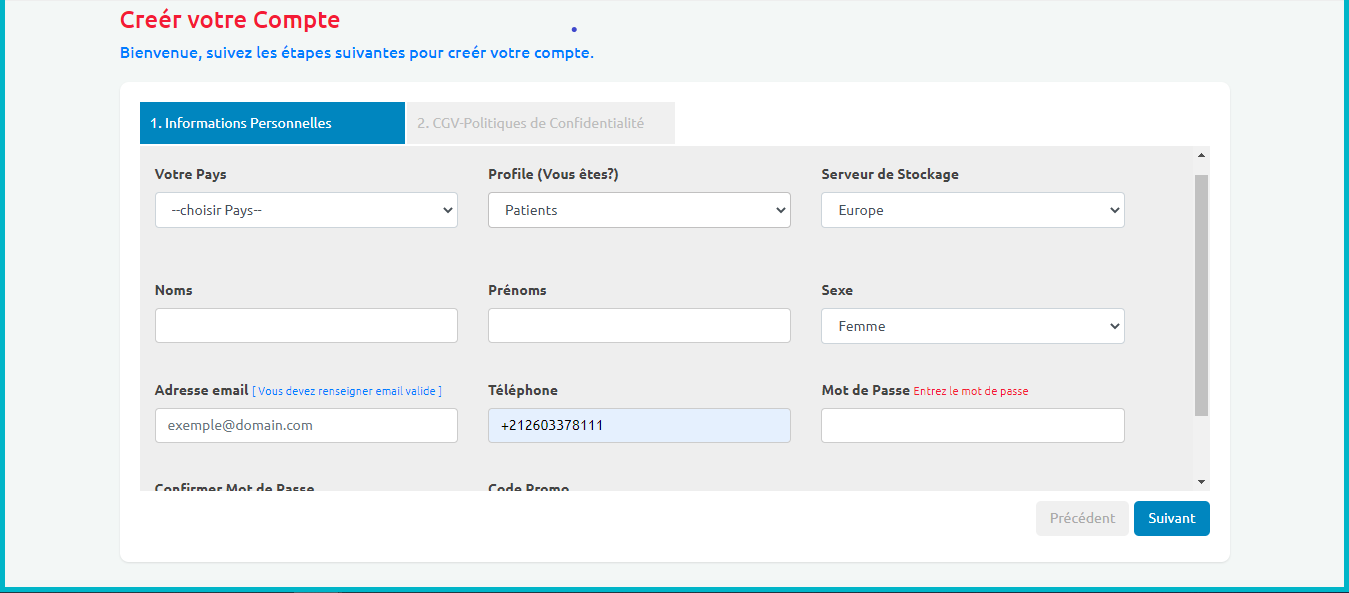 Creér votre Compte
Bienvenue, suivez les étapes suivantes pour creér votre compte.
1. Informations Personnelles 2. CGV-Politiques de Confidentialité
Votre Pays Profile (Vous êtes?) Serveur de Stockage
--choisir Pays-- Patients Europe
Noms Prénoms Sexe
Femme
Adresse email [ Vous devez renseigner email valide ] Téléphone Mot de Passe Entrez le mot de passe
exemple@domain.com +212603378111
Confirmer Mot de Passe Code Promo
Précédent Suivant